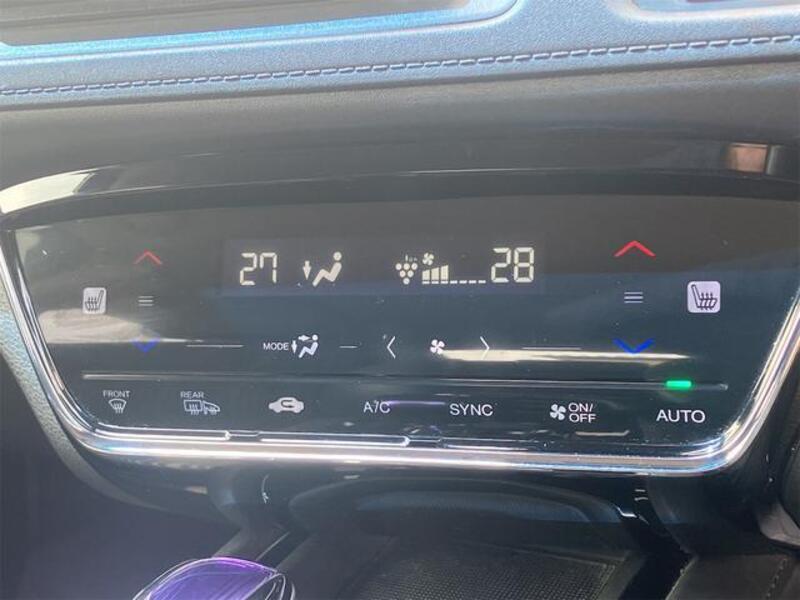 27 28
MODE
FRONT REAR A/C SYNC ON/OFF AUTO